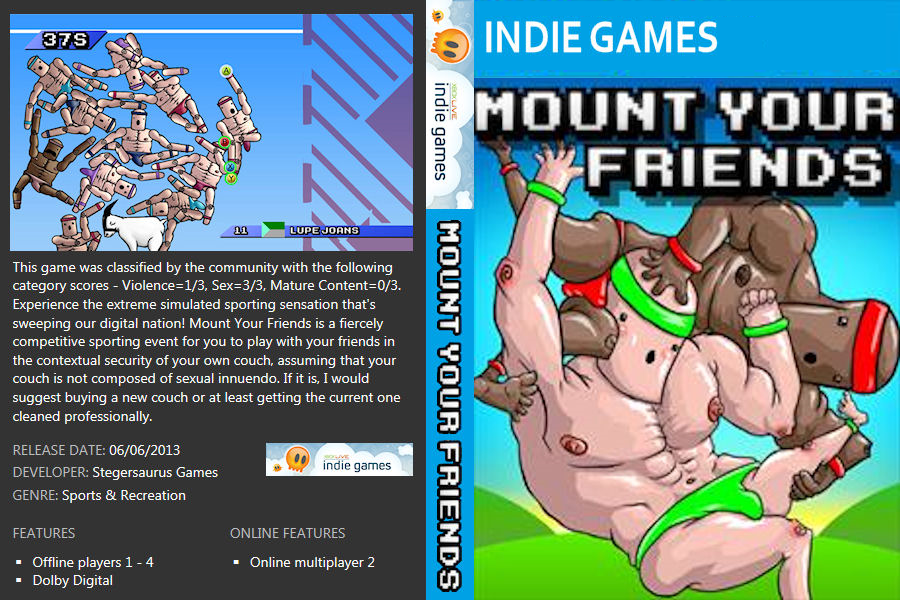 37S
A
B
X
Y
11 LUPE JOANS
This game was classified by the community with the following
category scores - Violence=1/3, Sex=3/3, Mature Content=0/3.
Experience the extreme simulated sporting sensation that's
sweeping our digital nation! Mount Your Friends is a fiercely
competitive sporting event for you to play with your friends in
the contextual security of your own couch, assuming that your
couch is not composed of sexual innuendo. If it is, I would
suggest buying a new couch or at least getting the current one
cleaned professionally.
RELEASE DATE: 06/06/2013
DEVELOPER: Stegersaurus Games
GENRE: Sports & Recreation
XBOX LIVE
indie games
FEATURES
▪ Offline players 1 - 4
▪ Dolby Digital
ONLINE FEATURES
▪ Online multiplayer 2
XBOX LIVE
indie games
MOUNT YOUR FRIENDS
INDIE GAMES
MOUNT YOUR
FRIENDS